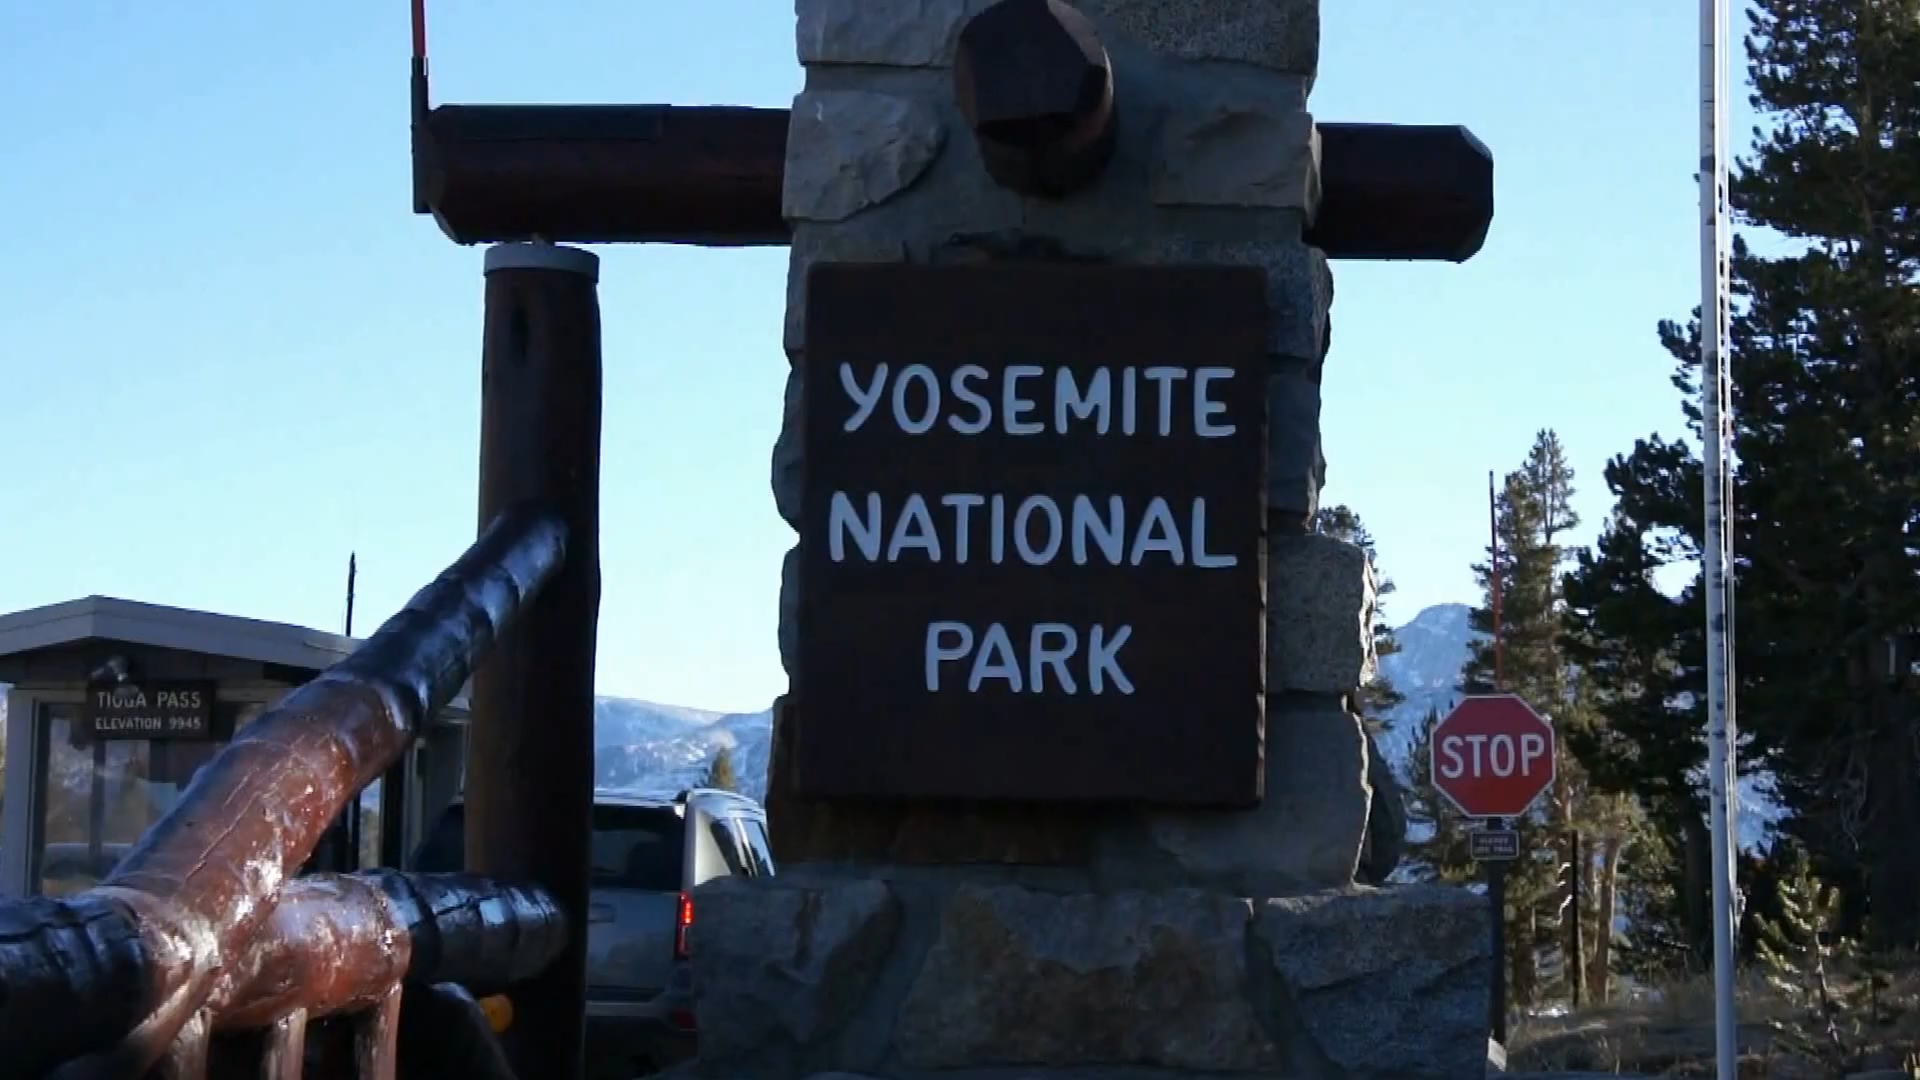 YOSEMITE
NATIONAL
PARK
TIOGA PASS
ELEVATION 9945
STOP